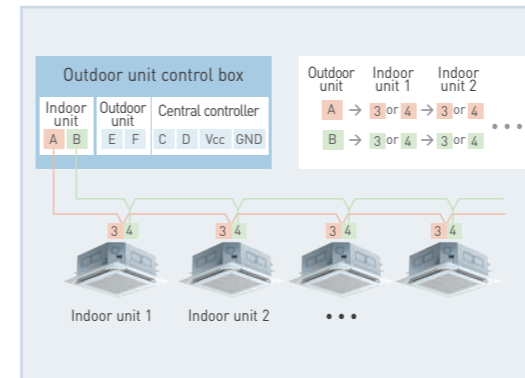 Outdoor unit control box
Indoor unit
Outdoor unit
Central controller
A B E F C D Vcc GND
Outdoor unit
Indoor unit 1
Indoor unit 2
A → 3 or 4 → 3 or 4
• • •
B → 3 or 4 → 3 or 4
3 4 3 4 3 4 3 4
Indoor unit 1 Indoor unit 2 • • •